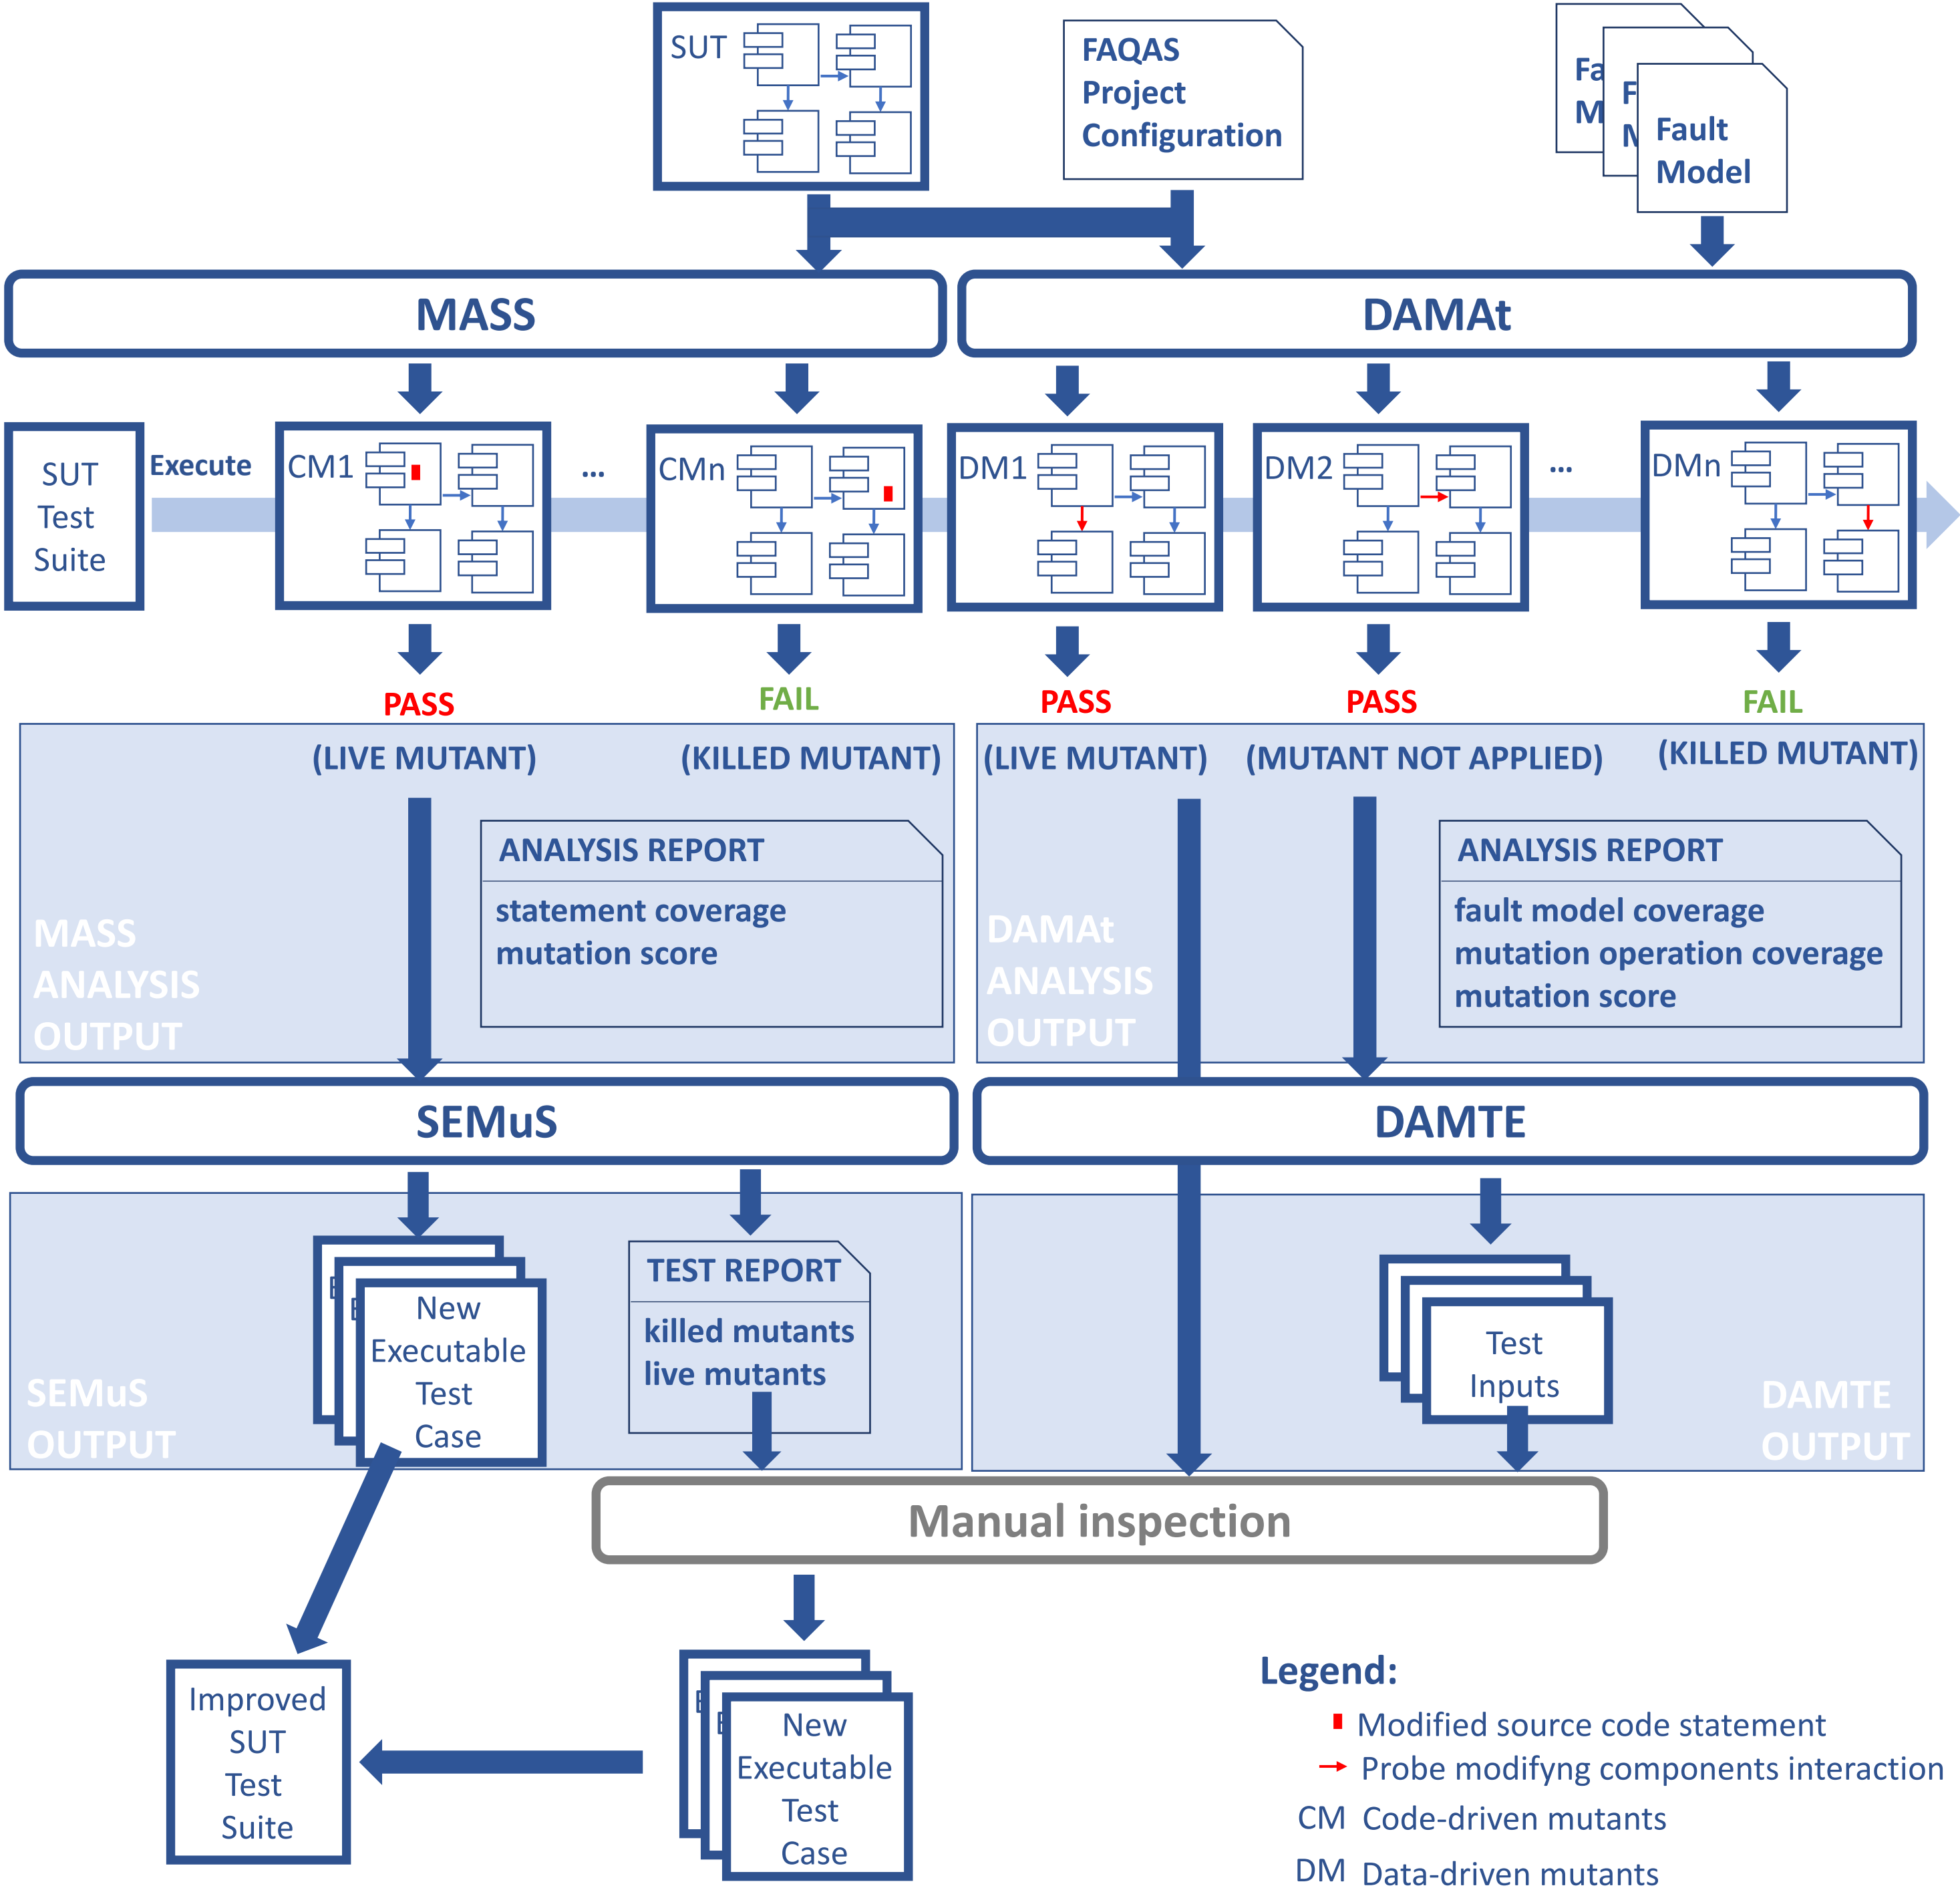 SUT
FAQAS
Project
Configuration
Fa
M
F
M
Fault
Model
MASS
DAMAt
SUT
Test
Suite
Execute
CM1
...
CMn
DM1
DM2
...
DMn
PASS
FAIL
PASS
PASS
FAIL
(LIVE MUTANT)
(KILLED MUTANT)
(LIVE MUTANT)
(MUTANT NOT APPLIED)
(KILLED MUTANT)
MASS
ANALYSIS
OUTPUT
ANALYSIS REPORT
statement coverage
mutation score
DAMAt
ANALYSIS
OUTPUT
ANALYSIS REPORT
fault model coverage
mutation operation coverage
mutation score
SEMuS
DAMTE
SEMuS
OUTPUT
New
Executable
Test
Case
TEST REPORT
killed mutants
live mutants
Test
Inputs
DAMTE
OUTPUT
Manual inspection
Improved
SUT
Test
Suite
New
Executable
Test
Case
Legend:
Modified source code statement
Probe modifyng components interaction
CM Code-driven mutants
DM Data-driven mutants